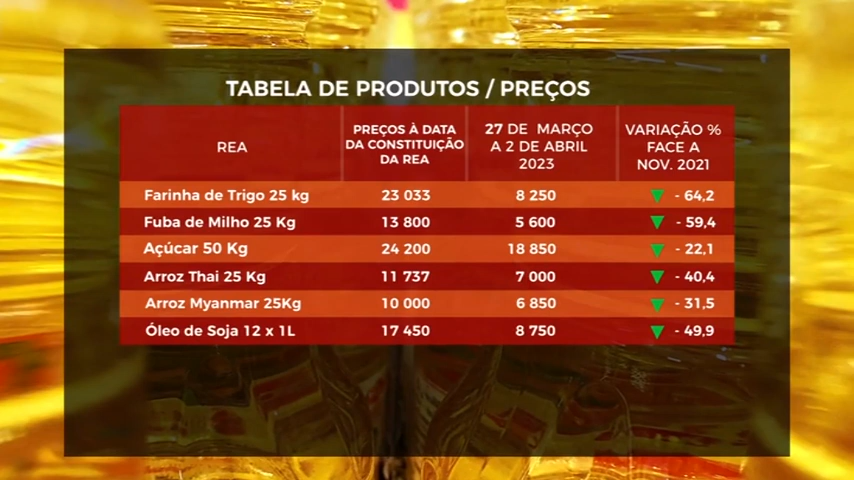 TABELA DE PRODUTOS / PREÇOS
REA
PREÇOS À DATA
DA CONSTITUIÇÃO
DA REA
27 DE MARÇO
A 2 DE ABRIL
2023
VARIAÇÃO %
FACE A
NOV. 2021
Farinha de Trigo 25 kg 23 033 8 250 - 64,2
Fuba de Milho 25 Kg 13 800 5 600 - 59,4
Açúcar 50 Kg 24 200 18 850 - 22,1
Arroz Thai 25 Kg 11 737 7 000 - 40,4
Arroz Myanmar 25Kg 10 000 6 850 - 31,5
Óleo de Soja 12 x 1L 17 450 8 750 - 49,9